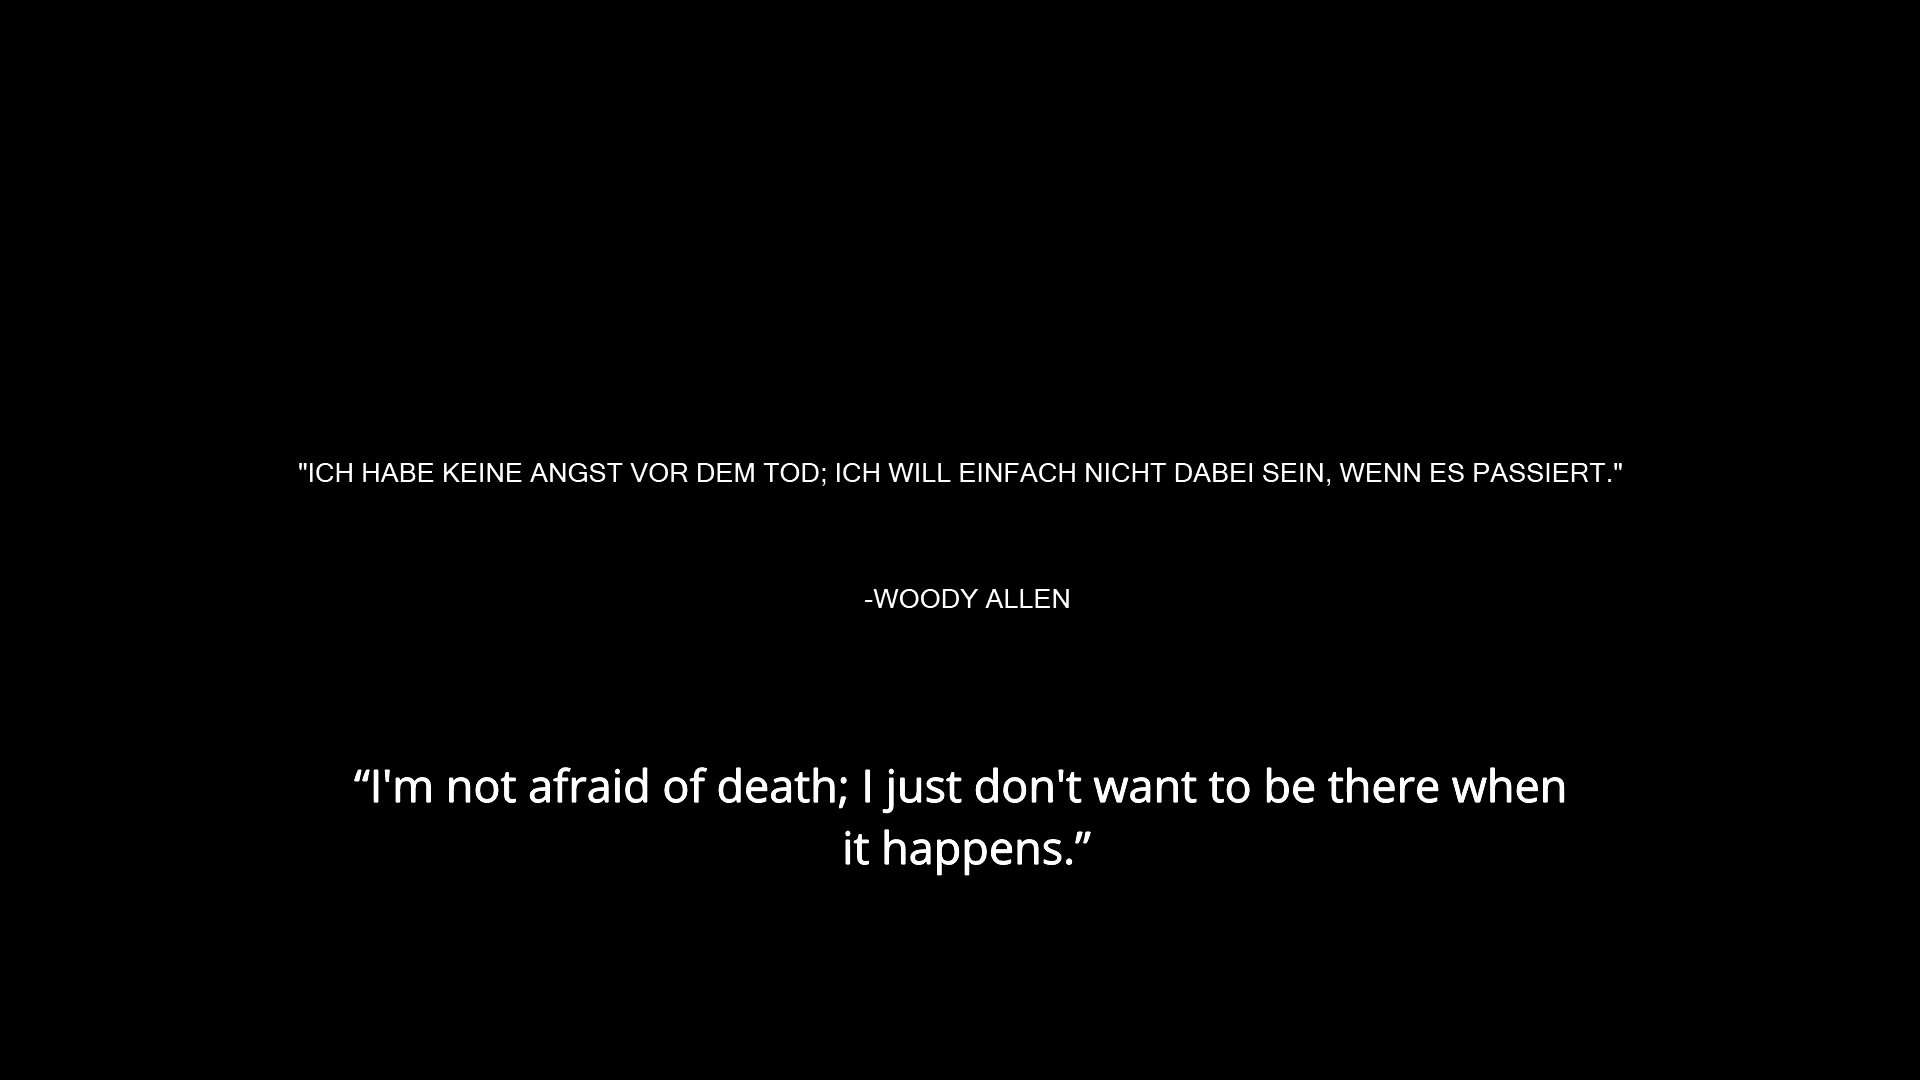 "ICH HABE KEINE ANGST VOR DEM TOD; ICH WILL EINFACH NICHT DABEI SEIN, WENN ES PASSIERT."
-WOODY ALLEN
“I'm not afraid of death; I just don't want to be there when
it happens.”